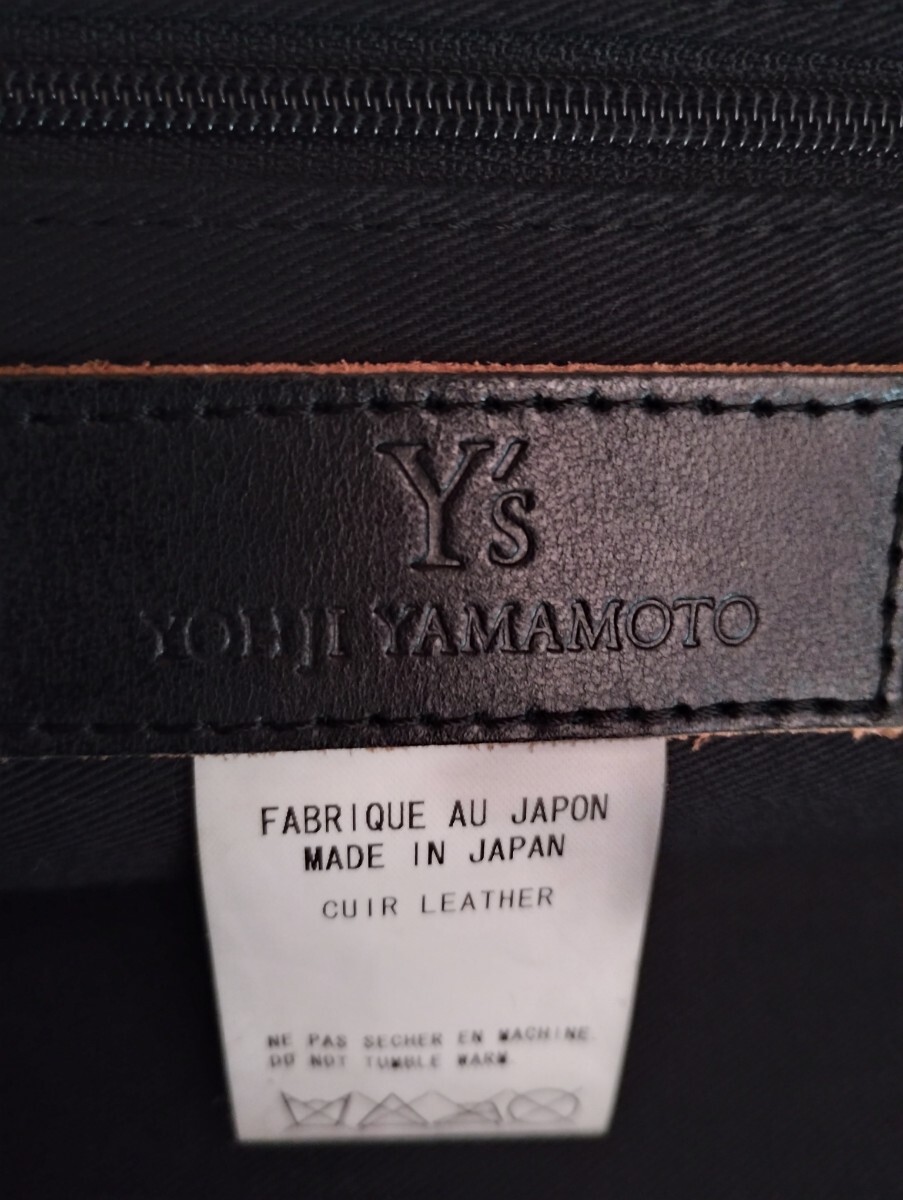 Y's
YOHJI YAMAMOTO
FABRIQUE AU JAPON
MADE IN JAPAN
CUIR LEATHER
NE PAS SECHER EN MACHINE.
DO NOT TUMBLE WARM